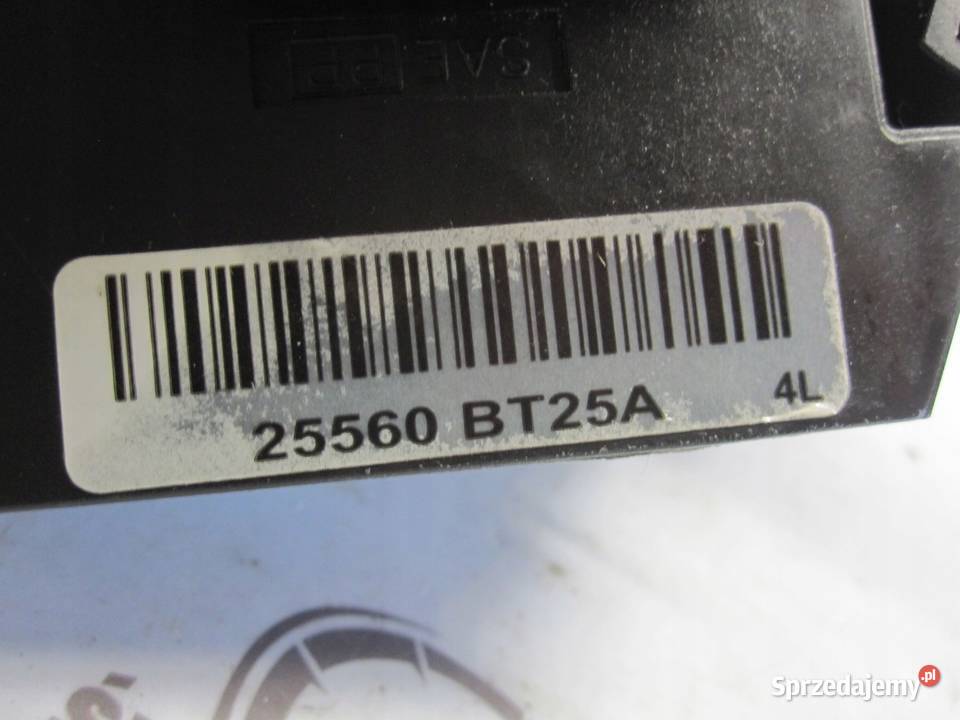 SAE PP
25560 BT25A
4L
Sprzedajemy.pl